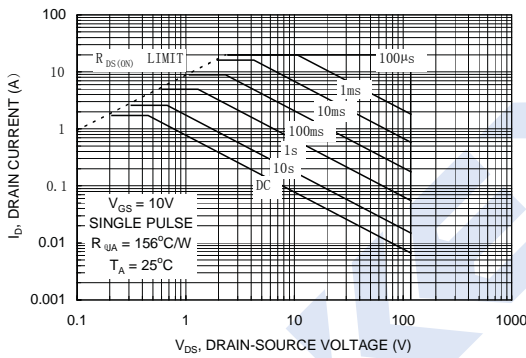 100
R DS(ON) LIMIT
100μs
10
1ms
10ms
1
100ms
1s
10s
0.1
DC
VGS = 10V
SINGLE PULSE
RθJA = 156°C/W
TA = 25°C
0.01
0.001
0.1
1
10
100
1000
ID, DRAIN CURRENT (A)
VDS, DRAIN-SOURCE VOLTAGE (V)